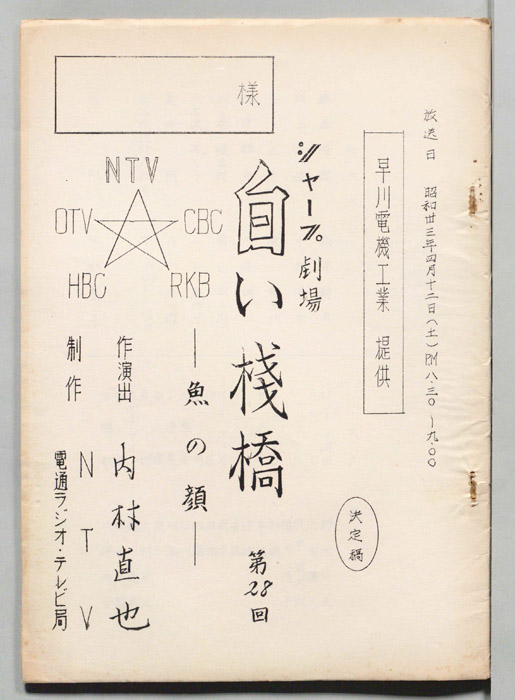 放送日 昭和卅三年四月十二日(土)PM八・三〇～九・〇〇
早川電機工業 提供
決定稿
シャープ劇場
白い桟橋 第28回
―魚の顔―
様
NTV
OTV
CBC
HBC
RKB
作演出 内村直也
制作 NTV
電通ラジオ・テレビ局